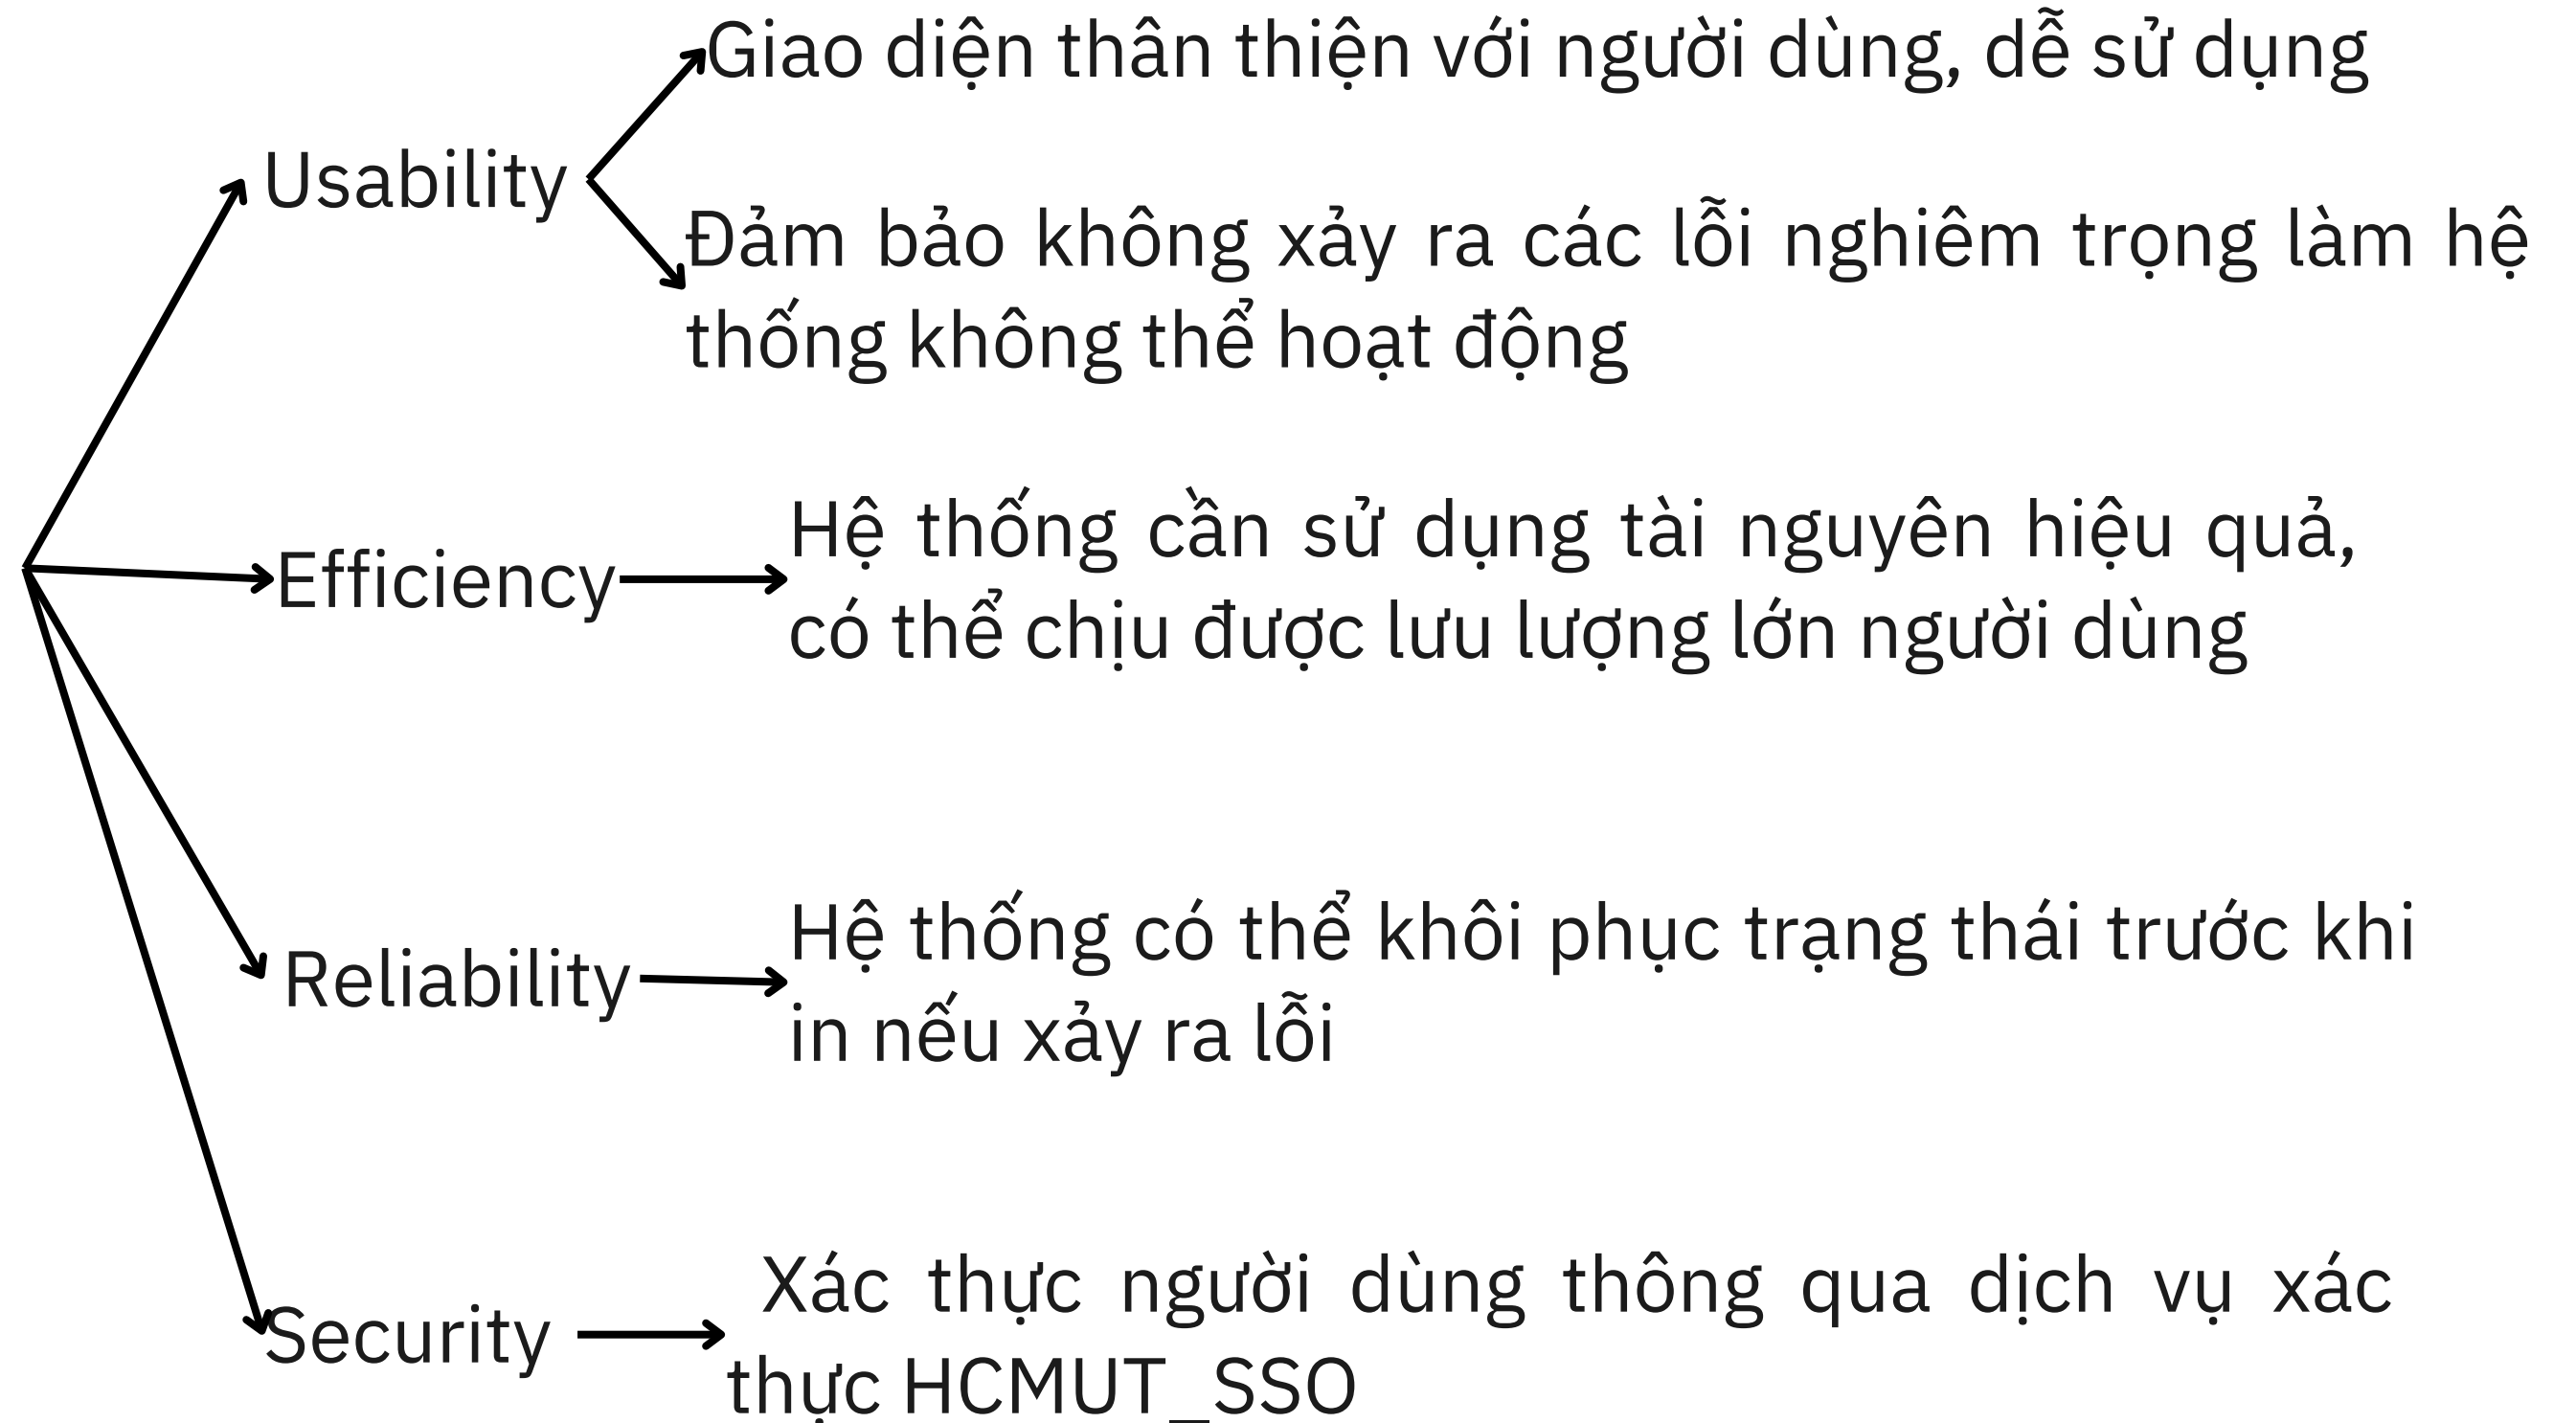 Giao diện thân thiện với người dùng, dễ sử dụng
Usability
Đảm bảo không xảy ra các lỗi nghiêm trọng làm hệ
thống không thể hoạt động
Hệ thống cần sử dụng tài nguyên hiệu quả,
Efficiency
có thể chịu được lưu lượng lớn người dùng
Hệ thống có thể khôi phục trạng thái trước khi
Reliability
in nếu xảy ra lỗi
Xác thực người dùng thông qua dịch vụ xác
Security
thực HCMUT_SSO